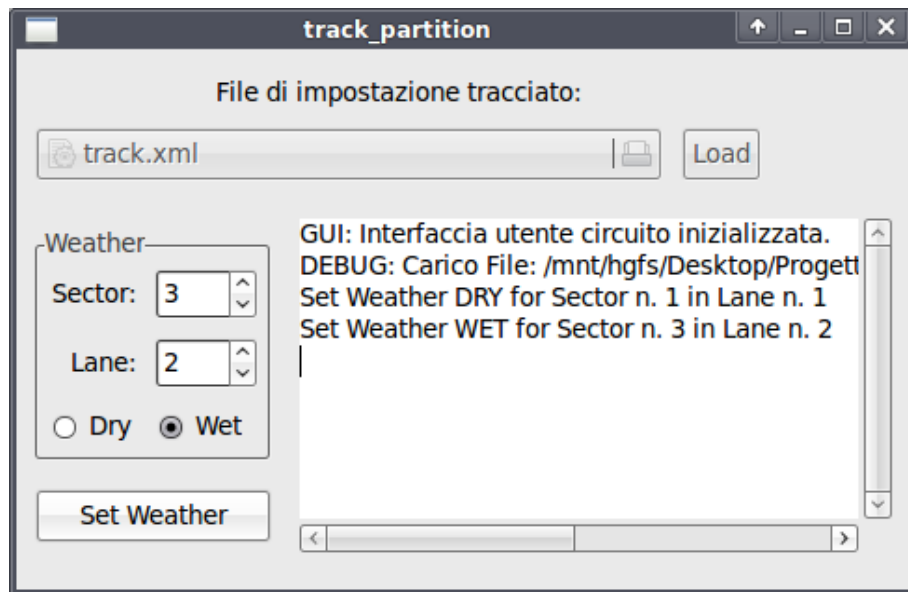 track_partition
File di impostazione tracciato:
track.xml
Load
Weather
Sector: 3
Lane: 2
Dry Wet
Set Weather
GUI: Interfaccia utente circuito inizializzata.
DEBUG: Carico File: /mnt/hgfs/Desktop/Progett
Set Weather DRY for Sector n. 1 in Lane n. 1
Set Weather WET for Sector n. 3 in Lane n. 2